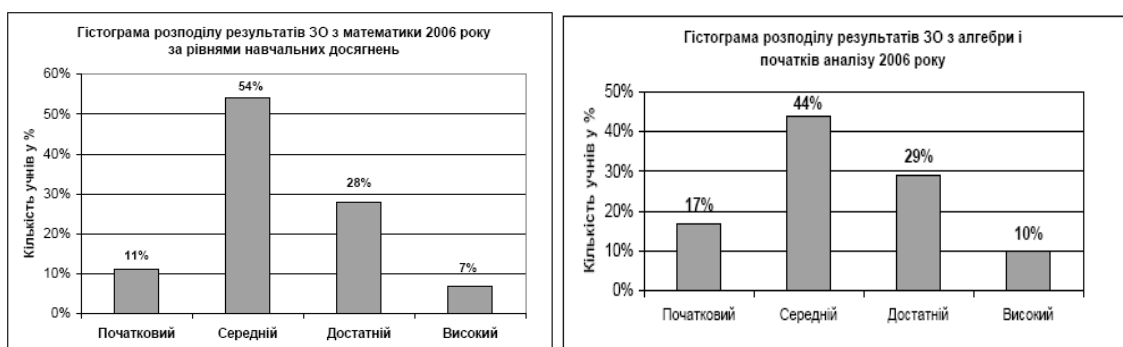 Гістограма розподілу результатів ЗО з математики 2006 року
за рівнями навчальних досягнень
Кількість учнів у %
60%
50%
40%
30%
20%
10%
0%
11%
54%
28%
7%
Початковий Середній Достатній Високий
Гістограма розподілу результатів ЗО з алгебри і
початків аналізу 2006 року
Кількість учнів у %
50%
40%
30%
20%
10%
0%
17%
44%
29%
10%
Початковий Середній Достатній Високий